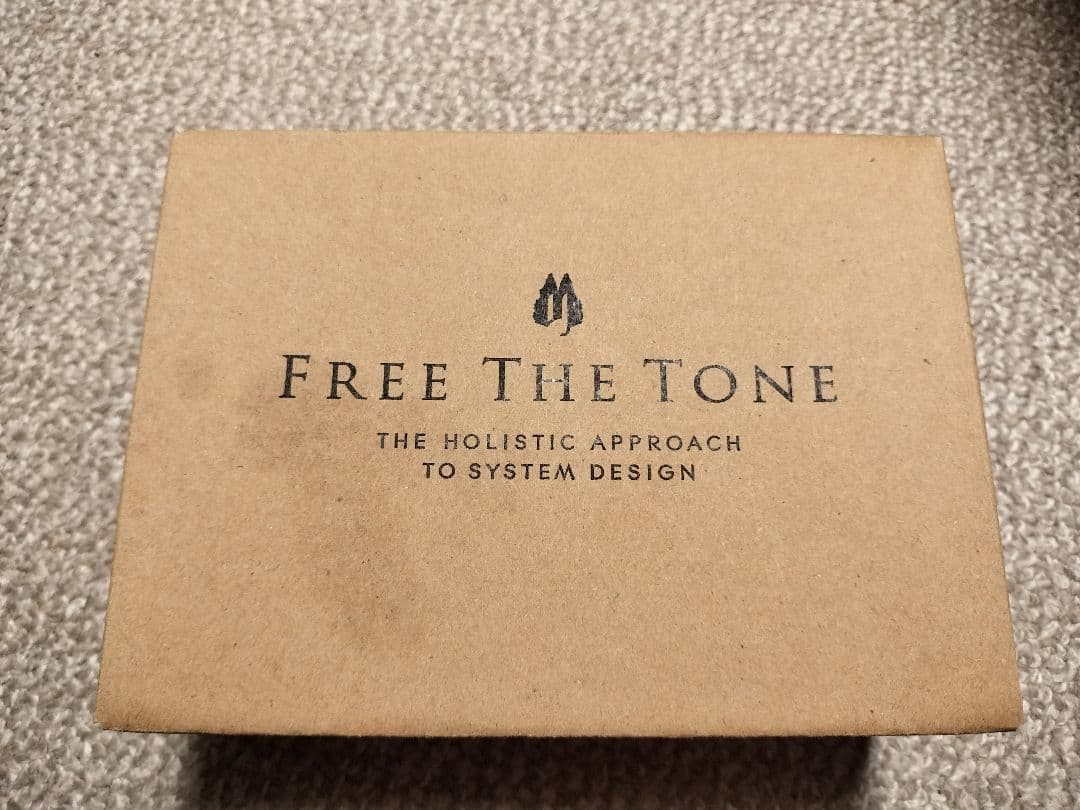 FREE THE TONE
THE HOLISTIC APPROACH
TO SYSTEM DESIGN